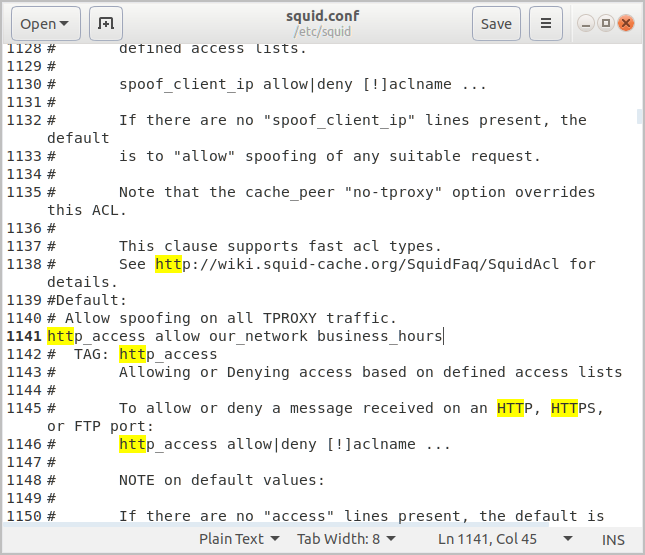 Open
squid.conf
/etc/squid
Save
1128 #       defined access lists.
1129 #
1130 #       spoof_client_ip allow|deny [!]aclname ...
1131 #
1132 #       If there are no "spoof_client_ip" lines present, the
default
1133 #       is to "allow" spoofing of any suitable request.
1134 #
1135 #       Note that the cache_peer "no-tproxy" option overrides
this ACL.
1136 #
1137 #       This clause supports fast acl types.
1138 #       See http://wiki.squid-cache.org/SquidFaq/SquidAcl for
details.
1139 #Default:
1140 # Allow spoofing on all TPROXY traffic.
1141 http_access allow our_network business_hours
1142 #  TAG: http_access
1143 #       Allowing or Denying access based on defined access lists
1144 #
1145 #       To allow or deny a message received on an HTTP, HTTPS,
or FTP port:
1146 #       http_access allow|deny [!]aclname ...
1147 #
1148 #       NOTE on default values:
1149 #
1150 #       If there are no "access" lines present, the default is
Plain Text
Tab Width: 8
Ln 1141, Col 45
INS